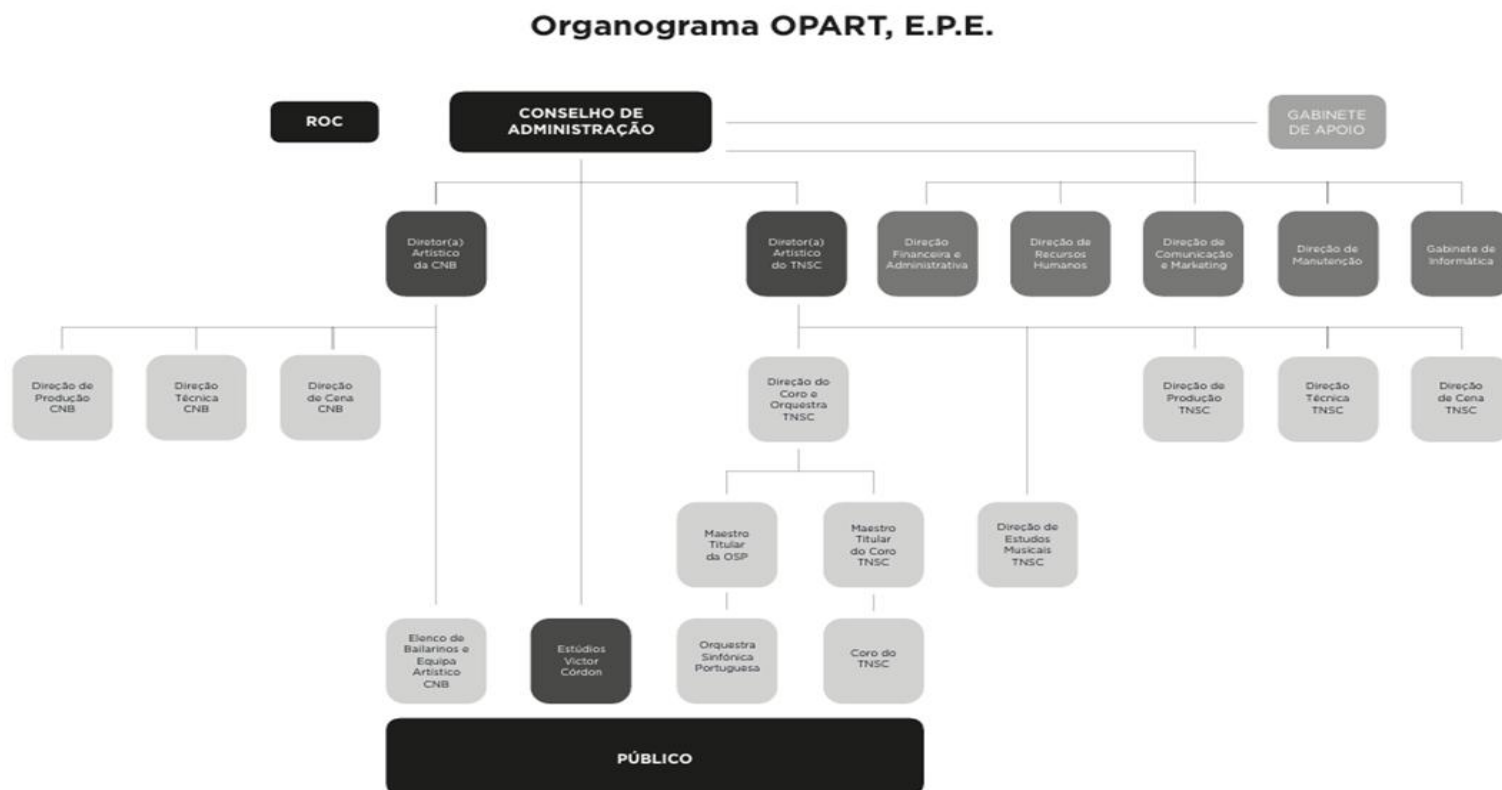 Organograma OPART, E.P.E.
ROC
CONSELHO DE
ADMINISTRAÇÃO
GABINETE
DE APOIO
Diretor(a)
Artístico
da CNB
Diretor(a)
Artístico
do TNSC
Direção
Financeira e
Administrativa
Direção de
Recursos
Humanos
Direção de
Comunicação
e Marketing
Direção de
Manutenção
Gabinete de
Informática
Direção de
Produção
CNB
Direção
Técnica
CNB
Direção
de Cena
CNB
Direção do
Coro e
Orquestra
TNSC
Direção de
Produção
TNSC
Direção
Técnica
TNSC
Direção
de Cena
TNSC
Maestro
Titular
da OSP
Maestro
Titular
do Coro
TNSC
Direção de
Estudos
Musicais
TNSC
Elenco de
Bailarinos e
Equipa
Artístico
CNB
Estúdios
Victor
Córdon
Orquestra
Sinfónica
Portuguesa
Coro do
TNSC
PÚBLICO